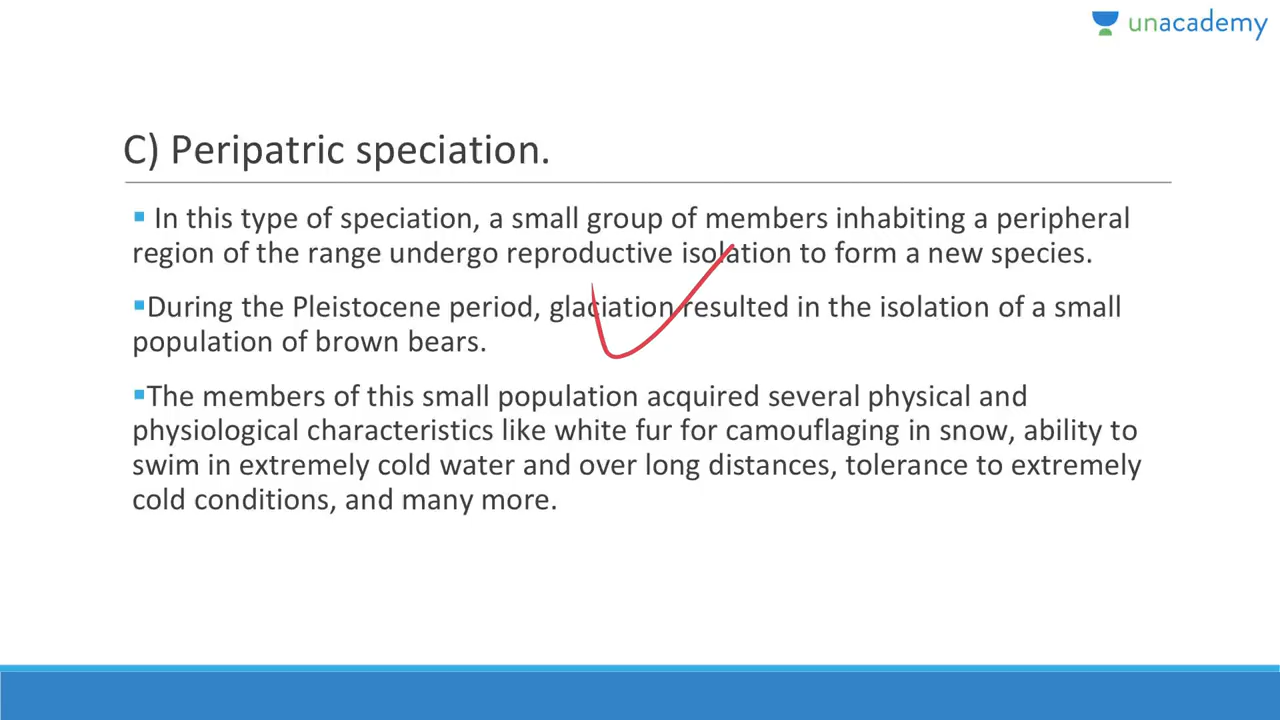 unacademy
C) Peripatric speciation.
▪ In this type of speciation, a small group of members inhabiting a peripheral
region of the range undergo reproductive isolation to form a new species.
▪During the Pleistocene period, glaciation resulted in the isolation of a small
population of brown bears.
▪The members of this small population acquired several physical and
physiological characteristics like white fur for camouflaging in snow, ability to
swim in extremely cold water and over long distances, tolerance to extremely
cold conditions, and many more.